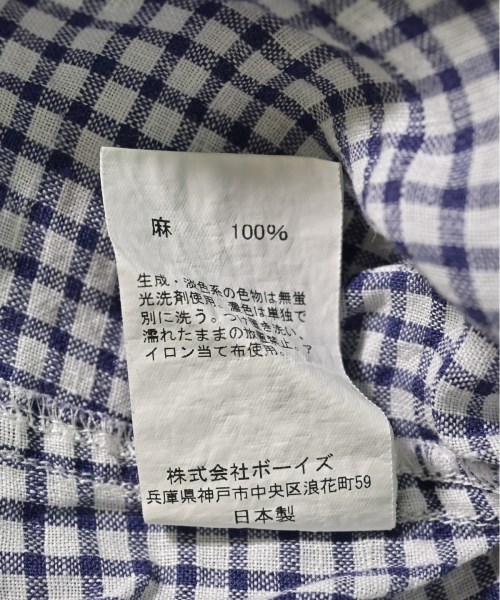 麻 100%
生成・淡色系の色物は無蛍
光洗剤使用。濃色は単独で
別に洗う。つけ置き洗い、
濡れたままの放置禁止。
イロン当て布使用。
株式会社ボーイズ
兵庫県神戸市中央区浪花町59
日本製